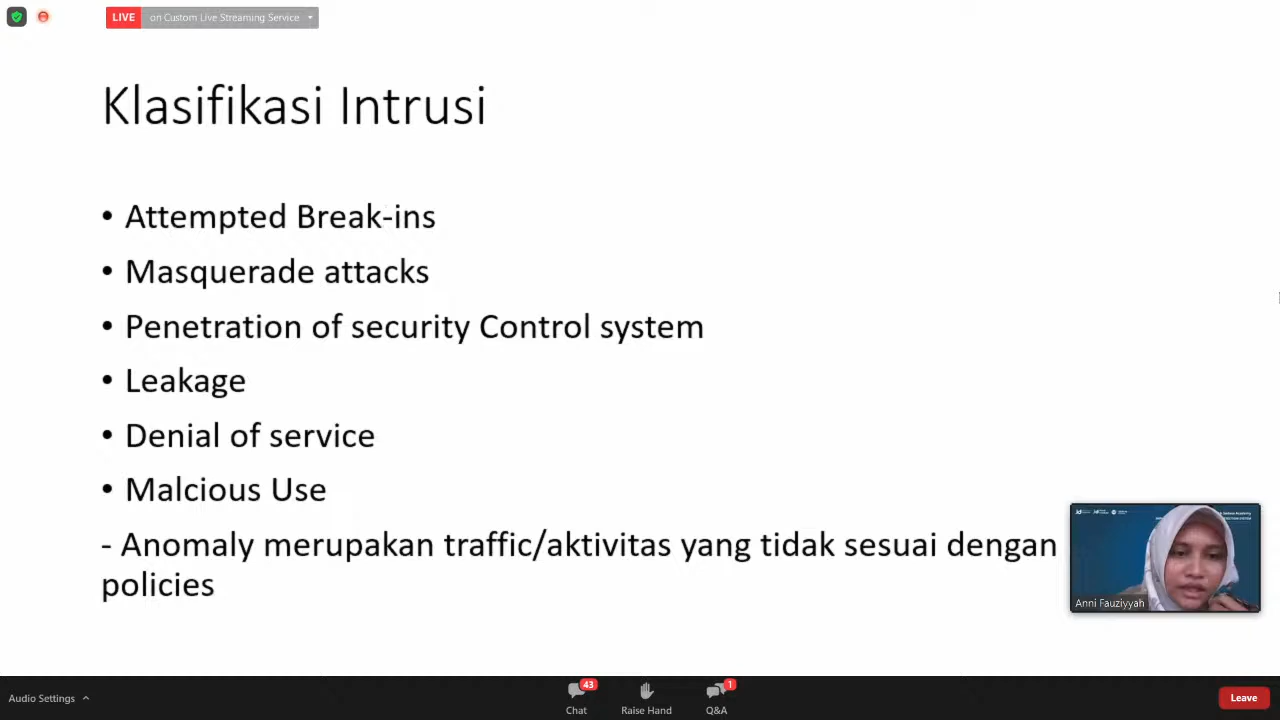 LIVE on Custom Live Streaming Service
Klasifikasi Intrusi
• Attempted Break-ins
• Masquerade attacks
• Penetration of security Control system
• Leakage
• Denial of service
• Malcious Use
- Anomaly merupakan traffic/aktivitas yang tidak sesuai dengan
policies
Anni Fauziyyah
Audio Settings
43
Chat
Raise Hand
1
Q&A
Leave